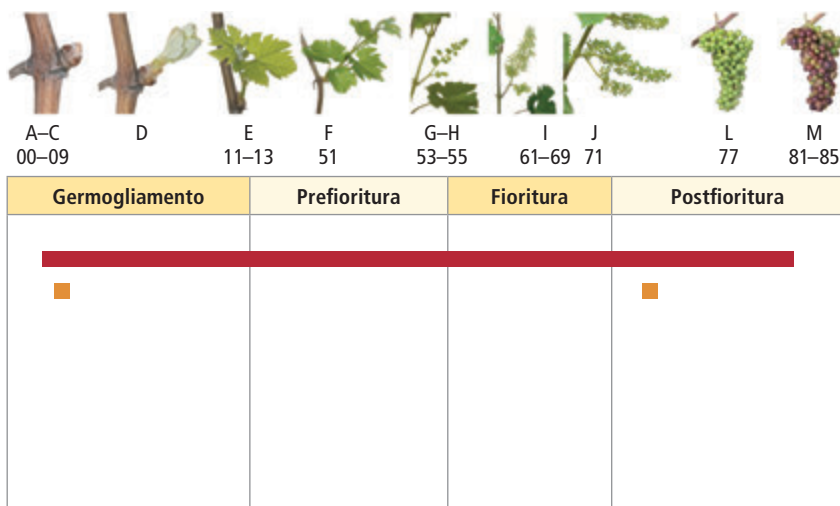 A–C D E F G–H I J L M
00–09 11–13 51 53–55 61–69 71 77 81–85
Germogliamento Prefioritura Fioritura Postfioritura